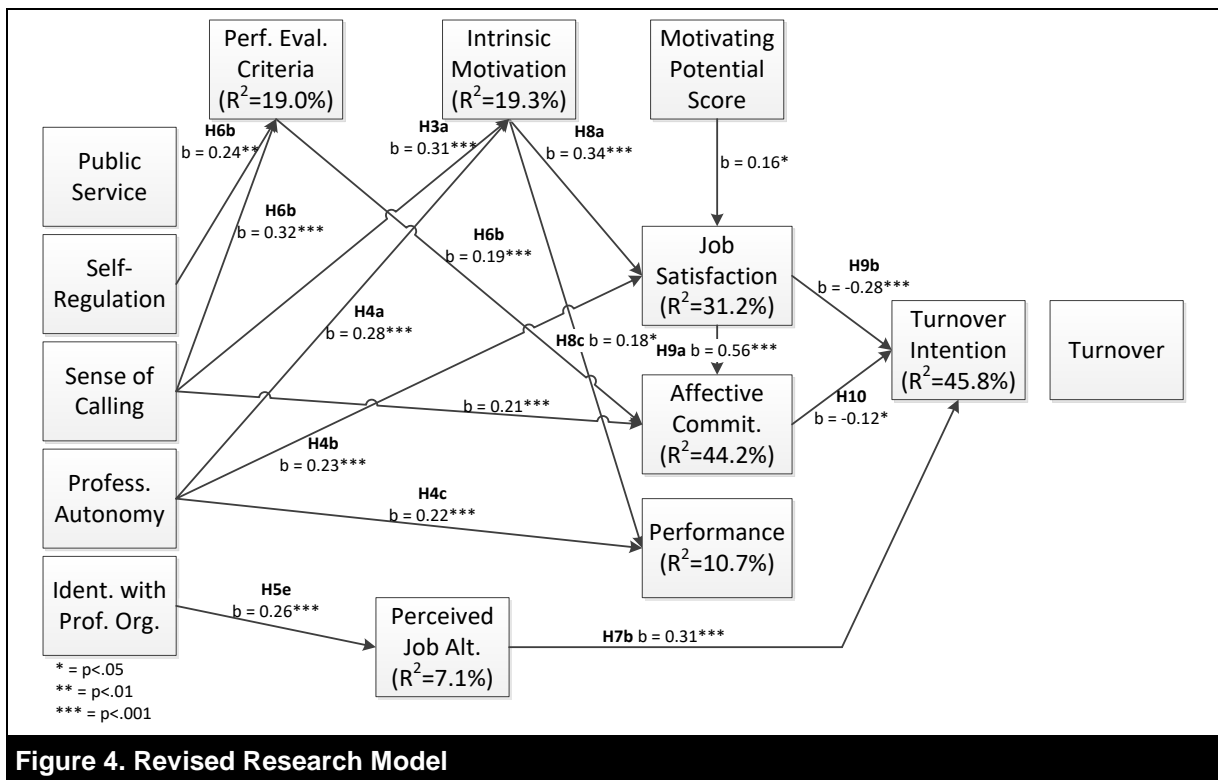 Perf. Eval.
Criteria
(R²=19.0%)
Intrinsic
Motivation
(R²=19.3%)
Motivating
Potential
Score
H6b
b = 0.24**
H3a
b = 0.31***
H8a
b = 0.34***
b = 0.16*
Public
Service
H6b
b = 0.32***
H6b
b = 0.19***
Self-
Regulation
Job
Satisfaction
(R²=31.2%)
H9b
b = -0.28***
H4a
b = 0.28***
H8c b = 0.18*
H9a b = 0.56***
Turnover
Intention
(R²=45.8%)
Turnover
Sense of
Calling
b = 0.21***
Affective
Commit.
(R²=44.2%)
H10
b = -0.12*
H4b
b = 0.23***
Profess.
Autonomy
H4c
b = 0.22***
Performance
(R²=10.7%)
Ident. with
Prof. Org.
H5e
b = 0.26***
Perceived
Job Alt.
(R²=7.1%)
H7b b = 0.31***
* = p<.05
** = p<.01
*** = p<.001
Figure 4. Revised Research Model